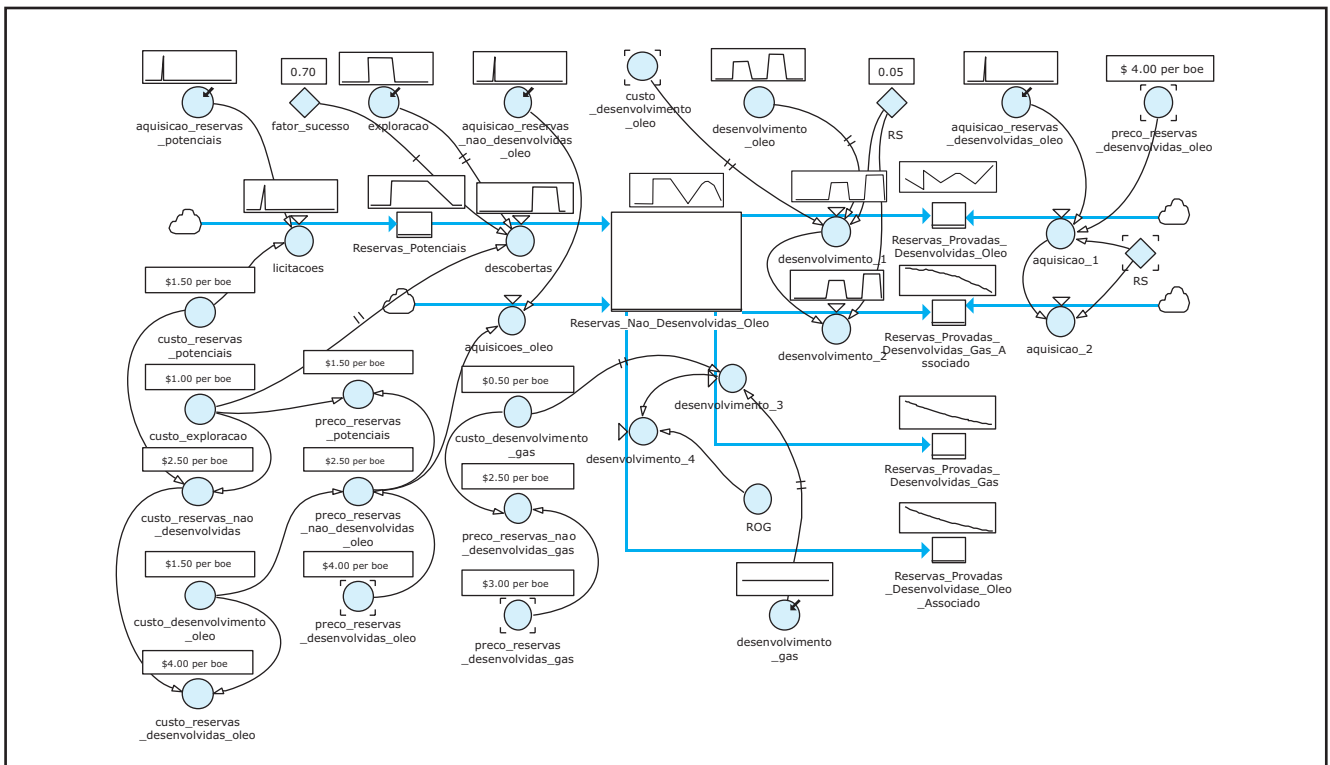 0.70
0.05
$ 4.00 per boe
aquisicao_reservas
_potenciais
fator_sucesso
exploracao
aquisicao_reservas
_nao_desenvolvidas
_oleo
custo
_desenvolvimento
_oleo
desenvolvimento
_oleo
RS
aquisicao_reservas
_desenvolvidas_oleo
preco_reservas
_desenvolvidas_oleo
licitacoes
Reservas_Potenciais
descobertas
desenvolvimento_1
Reservas_Provadas_
Desenvolvidas_Oleo
aquisicao_1
RS
$1.50 per boe
custo_reservas
_potenciais
aquisicoes_oleo
Reservas_Nao_Desenvolvidas_Oleo
desenvolvimento_2
Reservas_Provadas_
Desenvolvidas_Gas_A
ssociado
aquisicao_2
$1.00 per boe
custo_exploracao
$1.50 per boe
preco_reservas
_potenciais
$0.50 per boe
custo_desenvolvimento
_gas
desenvolvimento_3
desenvolvimento_4
Reservas_Provadas_
Desenvolvidas_Gas
$2.50 per boe
custo_reservas_nao
_desenvolvidas
$2.50 per boe
preco_reservas
_nao_desenvolvidas
_oleo
$2.50 per boe
preco_reservas_nao
_desenvolvidas_gas
ROG
$1.50 per boe
custo_desenvolvimento
_oleo
$4.00 per boe
preco_reservas
_desenvolvidas_oleo
$3.00 per boe
preco_reservas
_desenvolvidas_gas
desenvolvimento
_gas
Reservas_Provadas
_Desenvolvidase_Oleo
_Associado
$4.00 per boe
custo_reservas
_desenvolvidas_oleo